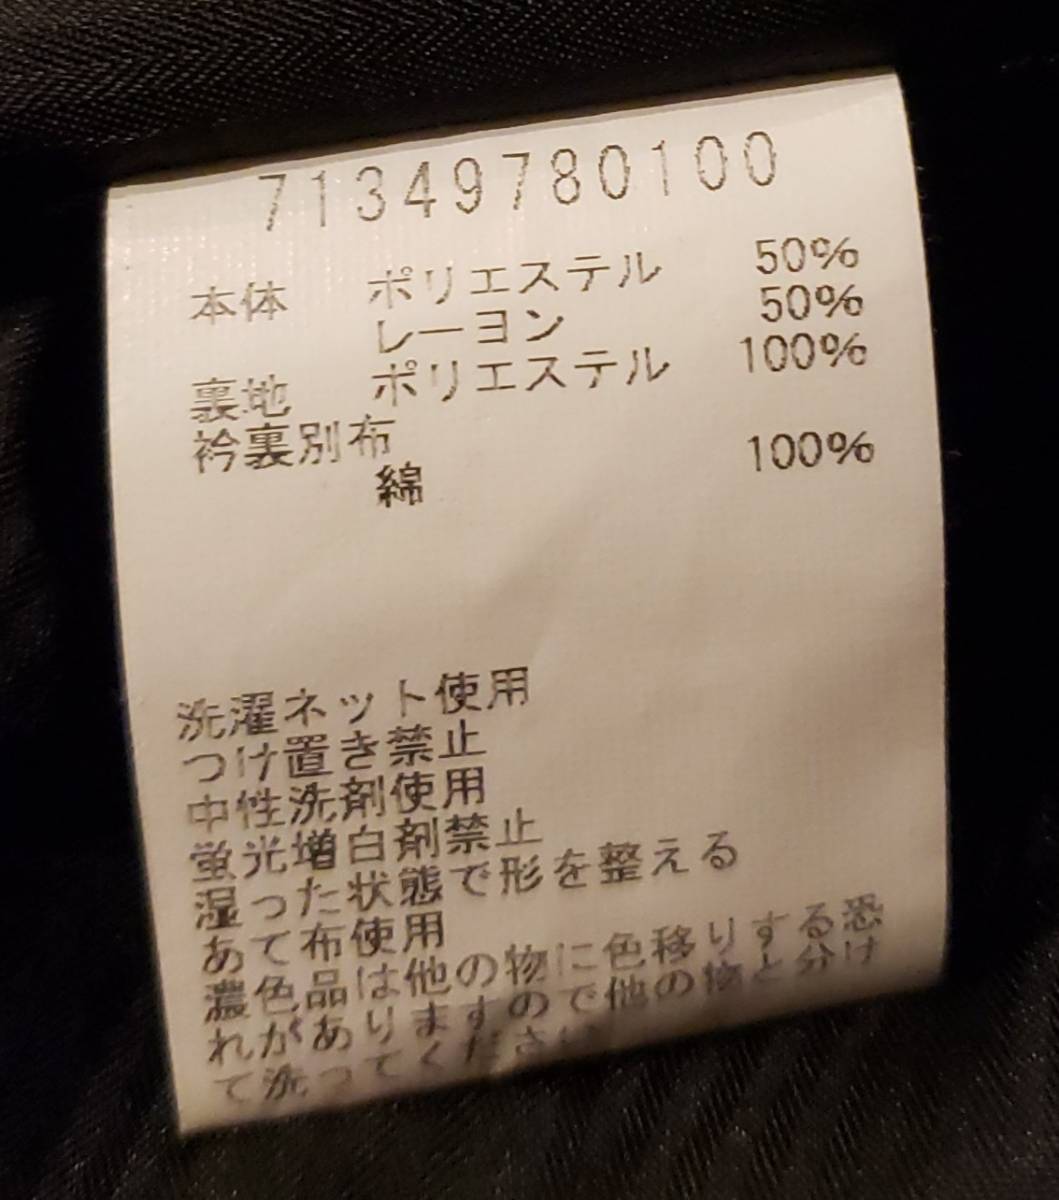 71349780100
本体 ポリエステル 50%
レーヨン 50%
裏地 ポリエステル 100%
衿裏別布
綿 100%
洗濯ネット使用
つけ置き禁止
中性洗剤使用
蛍光増白剤禁止
湿った状態で形を整える
あて布使用
濃色品は他の物に色移りする恐
れがありますので他の物と分け
て洗ってください